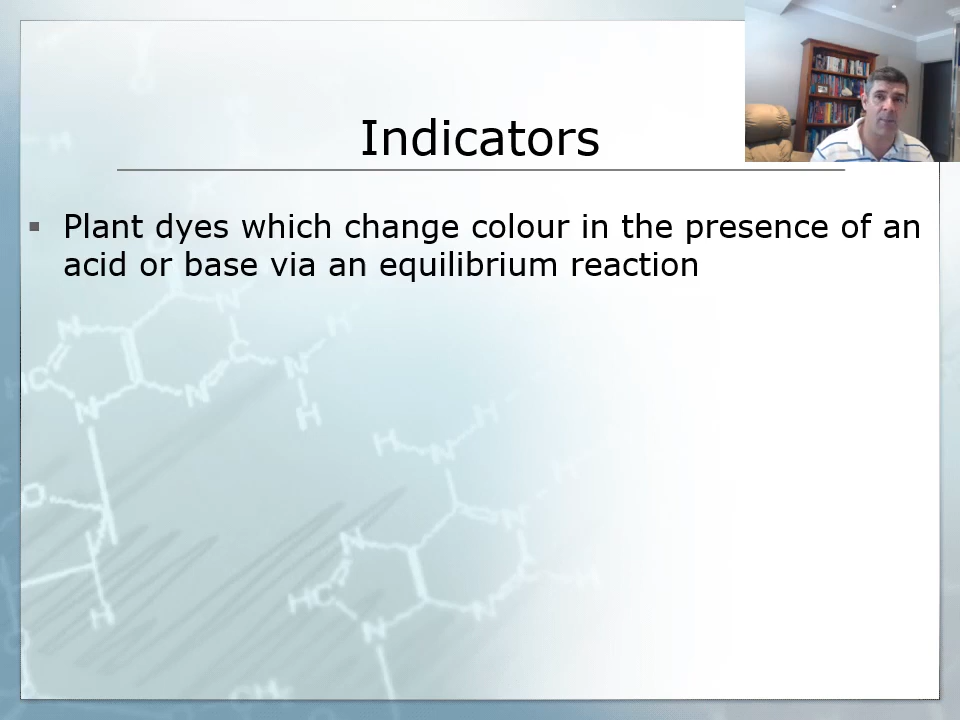 Indicators
Plant dyes which change colour in the presence of an
acid or base via an equilibrium reaction